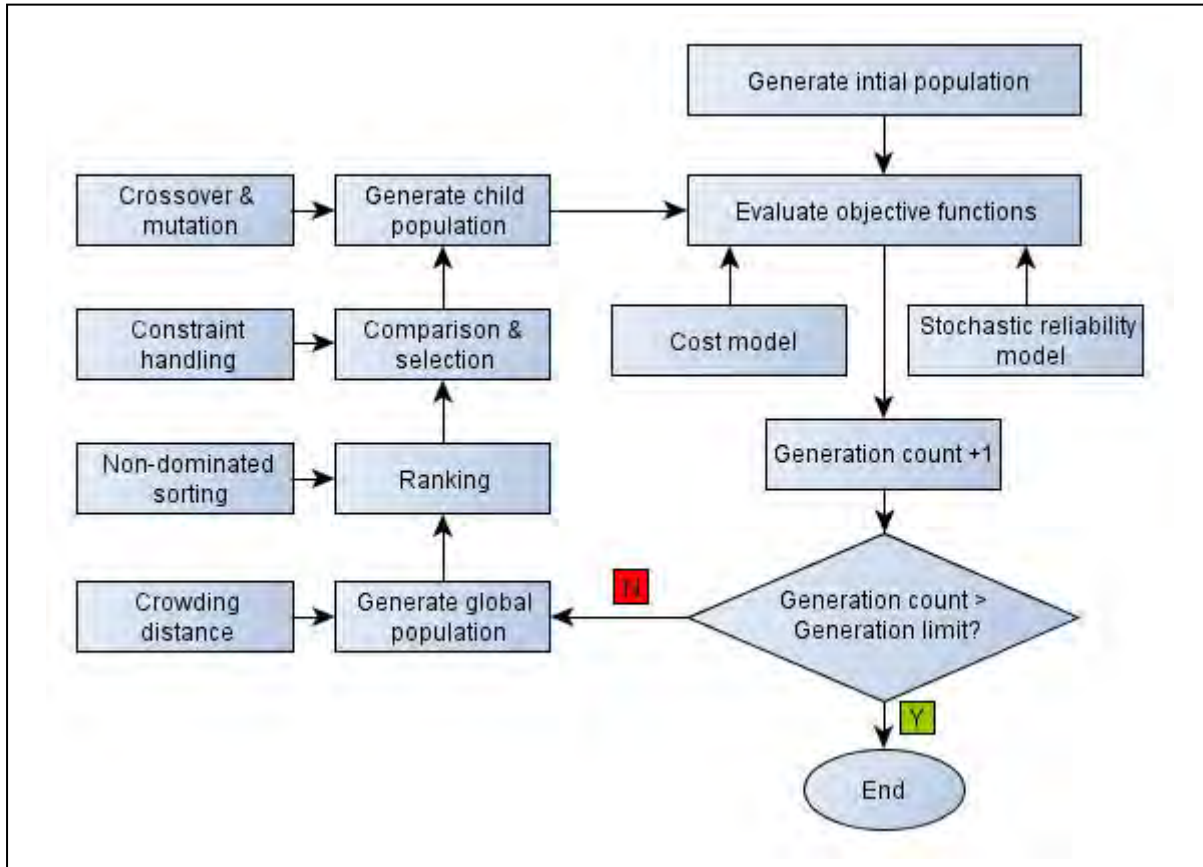 Generate intial population
Crossover &
mutation
Generate child
population
Evaluate objective functions
Constraint
handling
Comparison &
selection
Cost model
Stochastic reliability
model
Non-dominated
sorting
Ranking
Generation count +1
Crowding
distance
Generate global
population
N
Generation count >
Generation limit?
Y
End